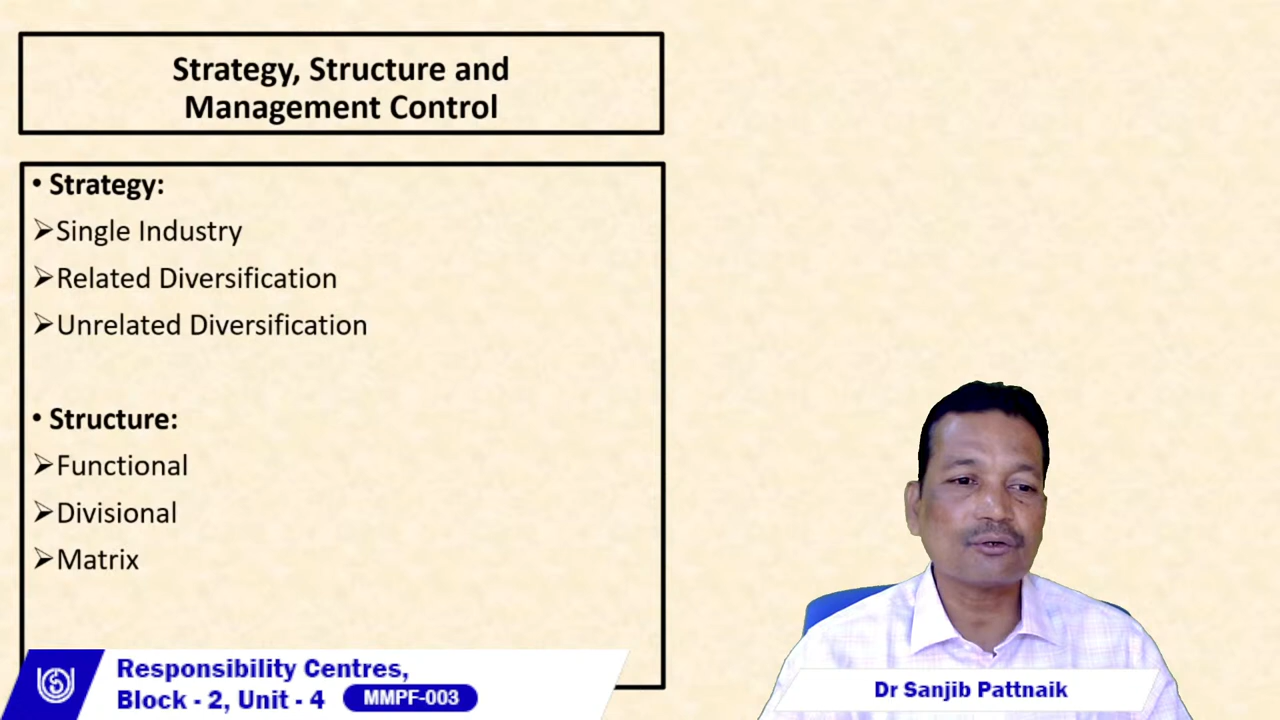 Strategy, Structure and
Management Control
• Strategy:
➢Single Industry
➢Related Diversification
➢Unrelated Diversification
• Structure:
➢Functional
➢Divisional
➢Matrix
Responsibility Centres,
Block - 2, Unit - 4 MMPF-003
Dr Sanjib Pattnaik